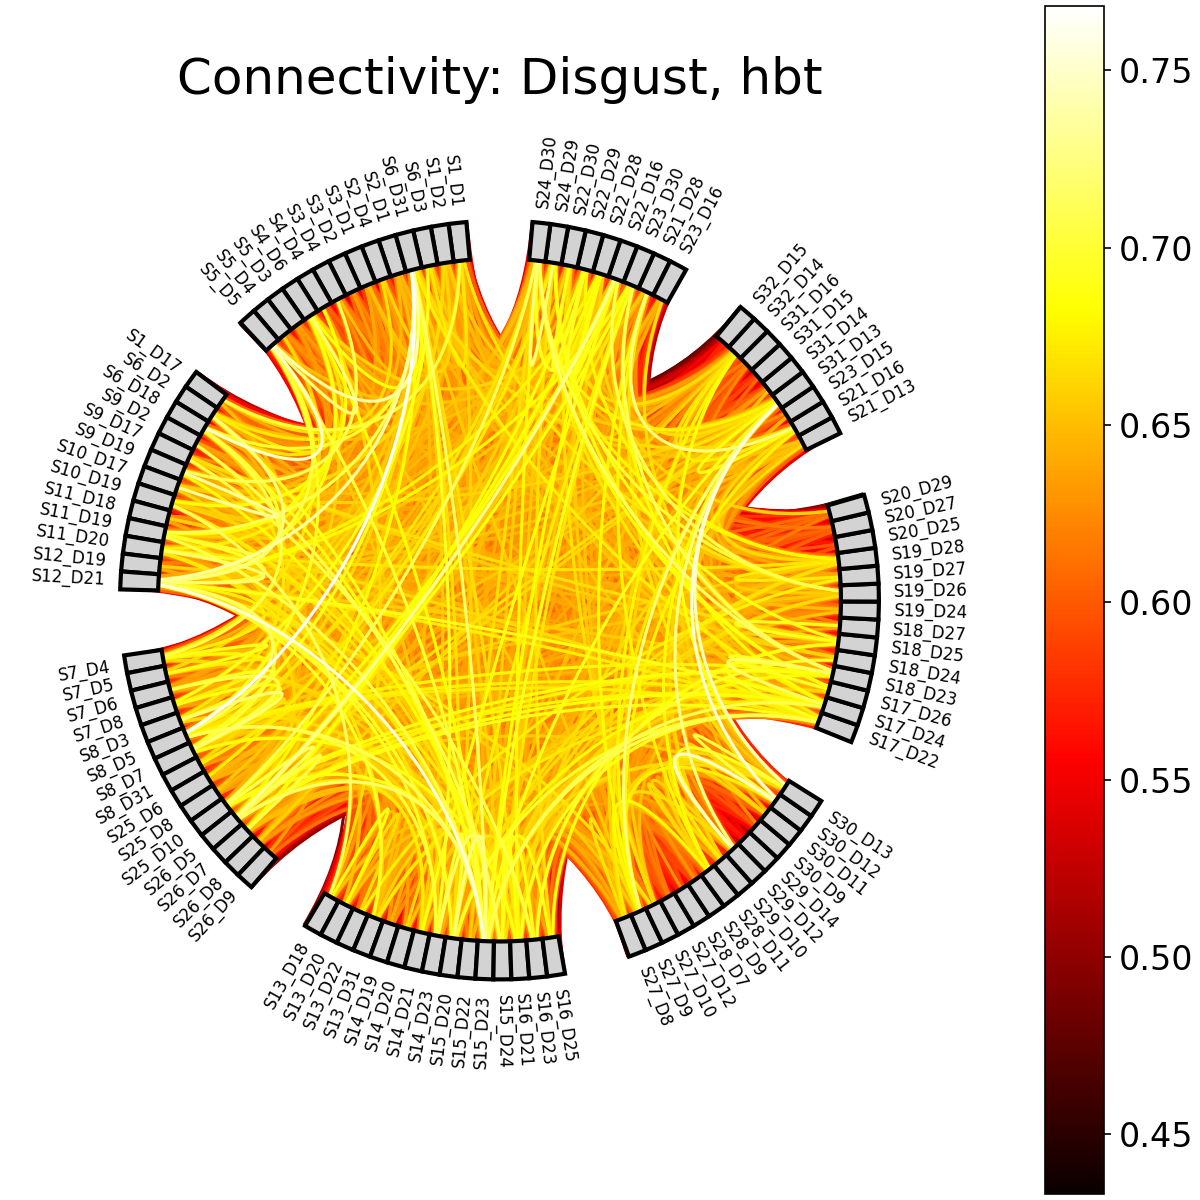 Connectivity: Disgust, hbt
S1_D1
S1_D2
S6_D3
S6_D31
S2_D1
S2_D4
S3_D1
S3_D2
S3_D4
S4_D4
S4_D6
S5_D3
S5_D4
S5_D5
S1_D17
S6_D2
S6_D18
S9_D2
S9_D17
S9_D19
S10_D17
S10_D19
S11_D18
S11_D19
S11_D20
S12_D19
S12_D21
S7_D4
S7_D5
S7_D6
S7_D8
S8_D3
S8_D5
S8_D7
S8_D31
S25_D6
S25_D8
S25_D10
S26_D5
S26_D7
S26_D8
S26_D9
S13_D18
S13_D20
S13_D22
S13_D31
S14_D19
S14_D20
S14_D21
S14_D23
S15_D20
S15_D22
S15_D23
S15_D24
S16_D21
S16_D23
S16_D25
S27_D8
S27_D9
S27_D10
S27_D12
S28_D7
S28_D9
S28_D11
S29_D10
S29_D12
S29_D14
S30_D9
S30_D11
S30_D12
S30_D13
S17_D22
S17_D24
S17_D26
S18_D23
S18_D24
S18_D25
S18_D27
S19_D24
S19_D26
S19_D27
S19_D28
S20_D25
S20_D27
S20_D29
S21_D13
S21_D16
S23_D15
S31_D13
S31_D14
S31_D15
S31_D16
S32_D14
S32_D15
S23_D16
S21_D28
S23_D30
S22_D16
S22_D28
S22_D29
S22_D30
S24_D29
S24_D30
0.75
0.70
0.65
0.60
0.55
0.50
0.45